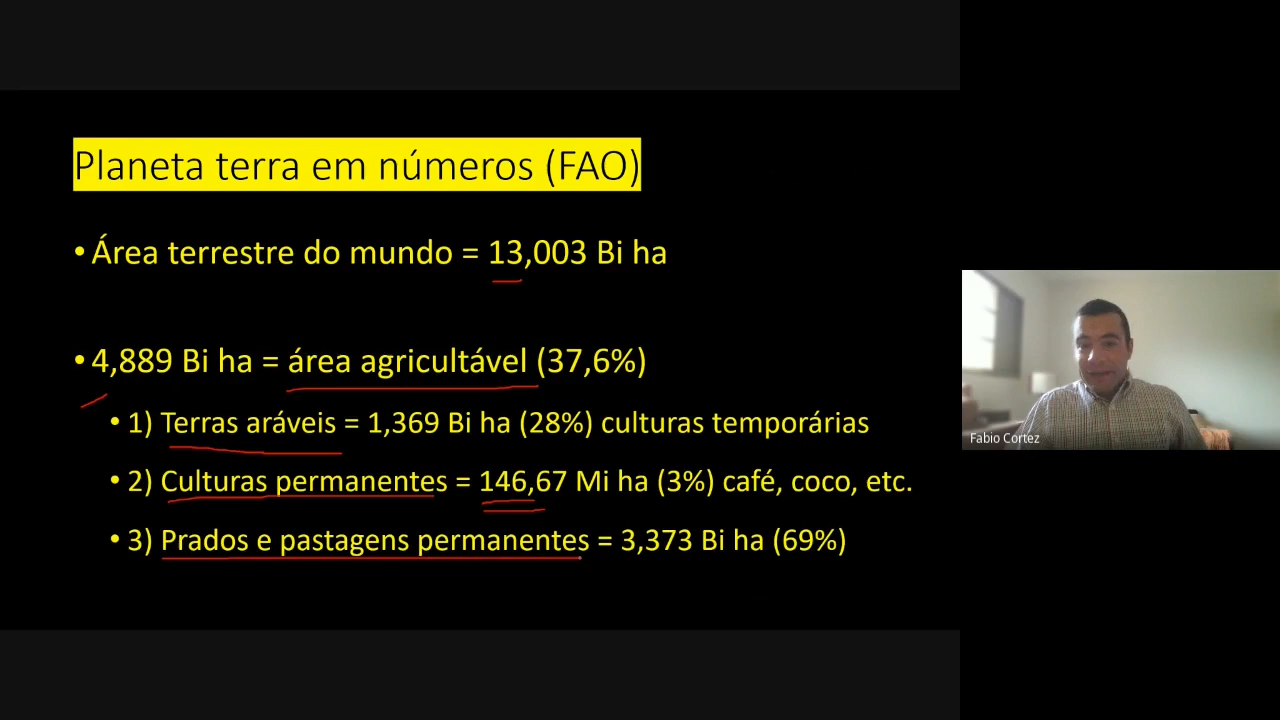 Planeta terra em números (FAO)
• Área terrestre do mundo = 13,003 Bi ha
• 4,889 Bi ha = área agricultável (37,6%)
• 1) Terras aráveis = 1,369 Bi ha (28%) culturas temporárias
• 2) Culturas permanentes = 146,67 Mi ha (3%) café, coco, etc.
• 3) Prados e pastagens permanentes = 3,373 Bi ha (69%)
Fabio Cortez